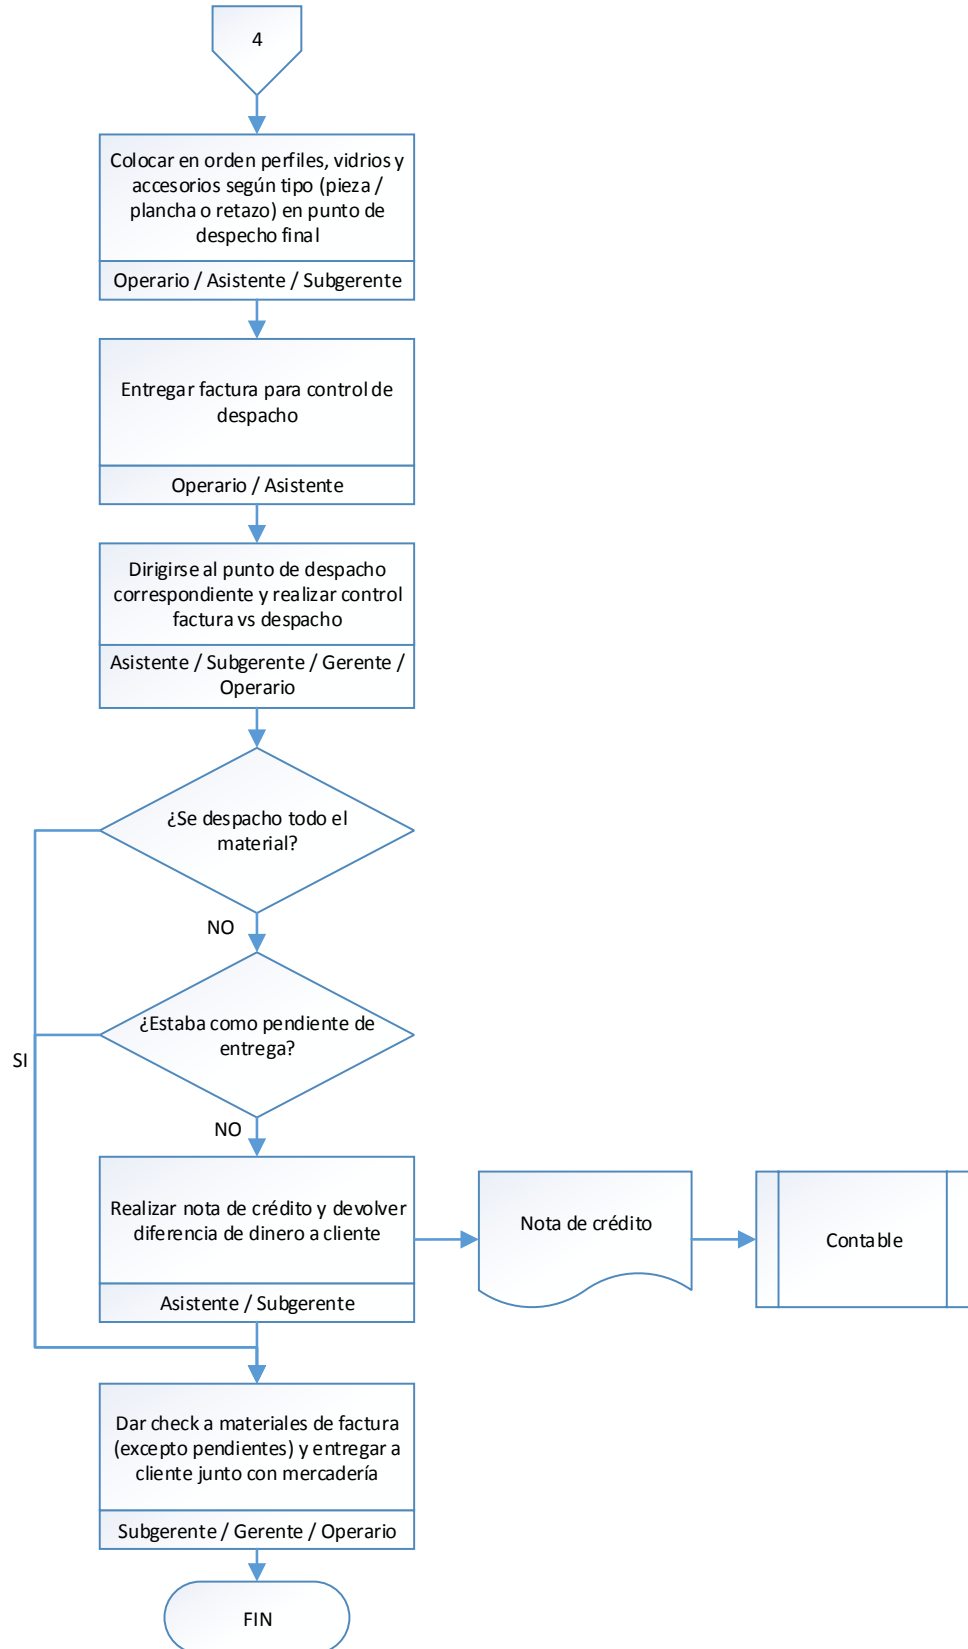 4
Colocar en orden perfiles, vidrios y
accesorios según tipo (pieza /
plancha o retazo) en punto de
despecho final
Operario / Asistente / Subgerente
Entregar factura para control de
despacho
Operario / Asistente
Dirigirse al punto de despacho
correspondiente y realizar control
factura vs despacho
Asistente / Subgerente / Gerente /
Operario
¿Se despacho todo el
material?
NO
¿Estaba como pendiente de
entrega?
SI
NO
Realizar nota de crédito y devolver
diferencia de dinero a cliente
Asistente / Subgerente
Nota de crédito
Contable
Dar check a materiales de factura
(excepto pendientes) y entregar a
cliente junto con mercadería
Subgerente / Gerente / Operario
FIN